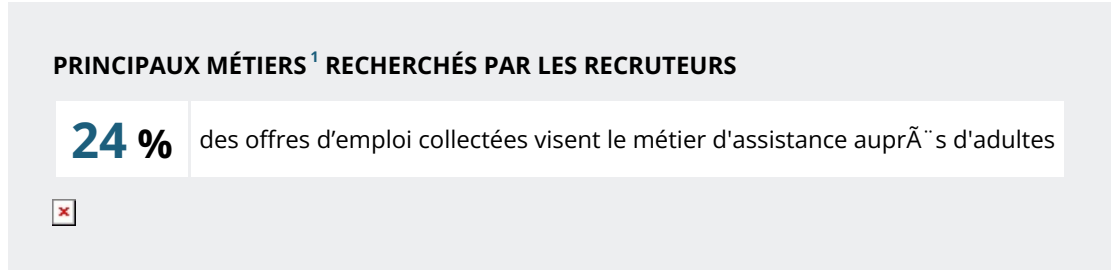 PRINCIPAUX MÉTIERS 1 RECHERCHÉS PAR LES RECRUTEURS
24 % des offres d’emploi collectées visent le métier d'assistance auprÃ¨s d'adultes